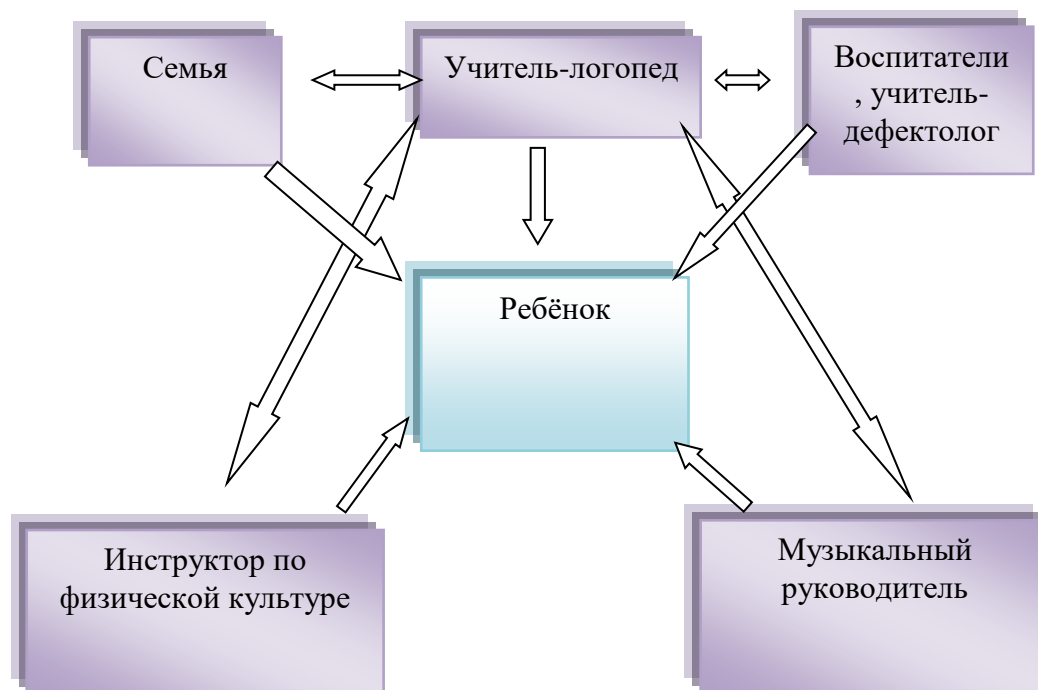 Семья
Учитель-логопед
Воспитатели
, учитель-
дефектолог
Ребёнок
Инструктор по
физической культуре
Музыкальный
руководитель